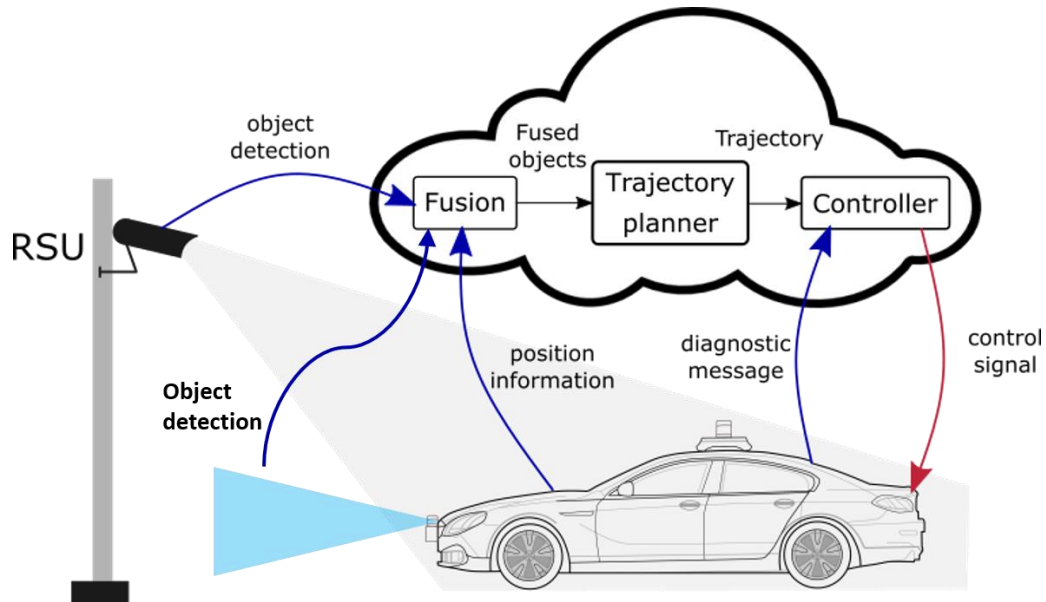 object
detection
Fused
objects
Trajectory
Fusion
Trajectory
planner
Controller
RSU
position
information
diagnostic
message
control
signal
Object
detection